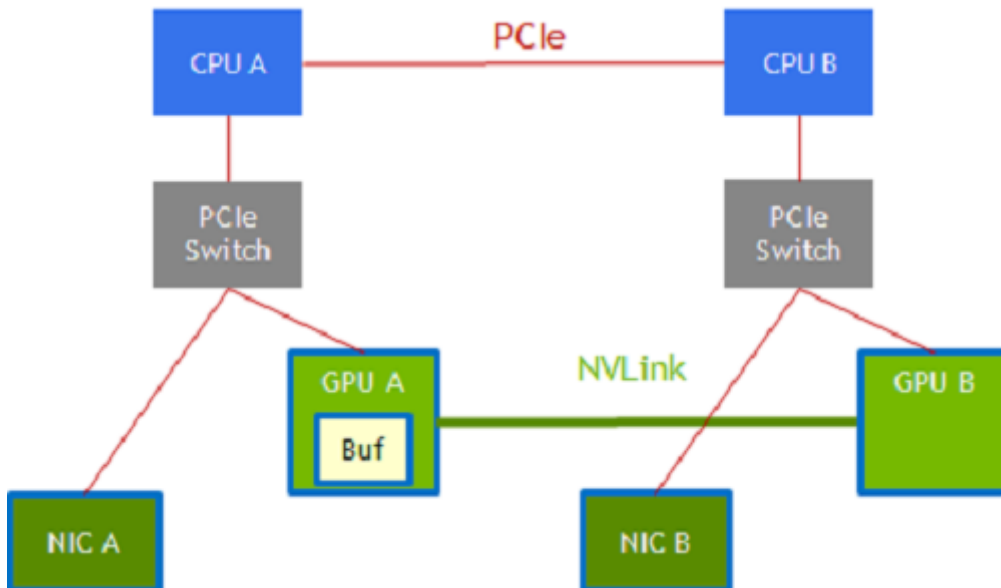 PCIe
CPU A
CPU B
PCIe
Switch
PCIe
Switch
NVLink
GPU A
GPU B
Buf
NIC A
NIC B